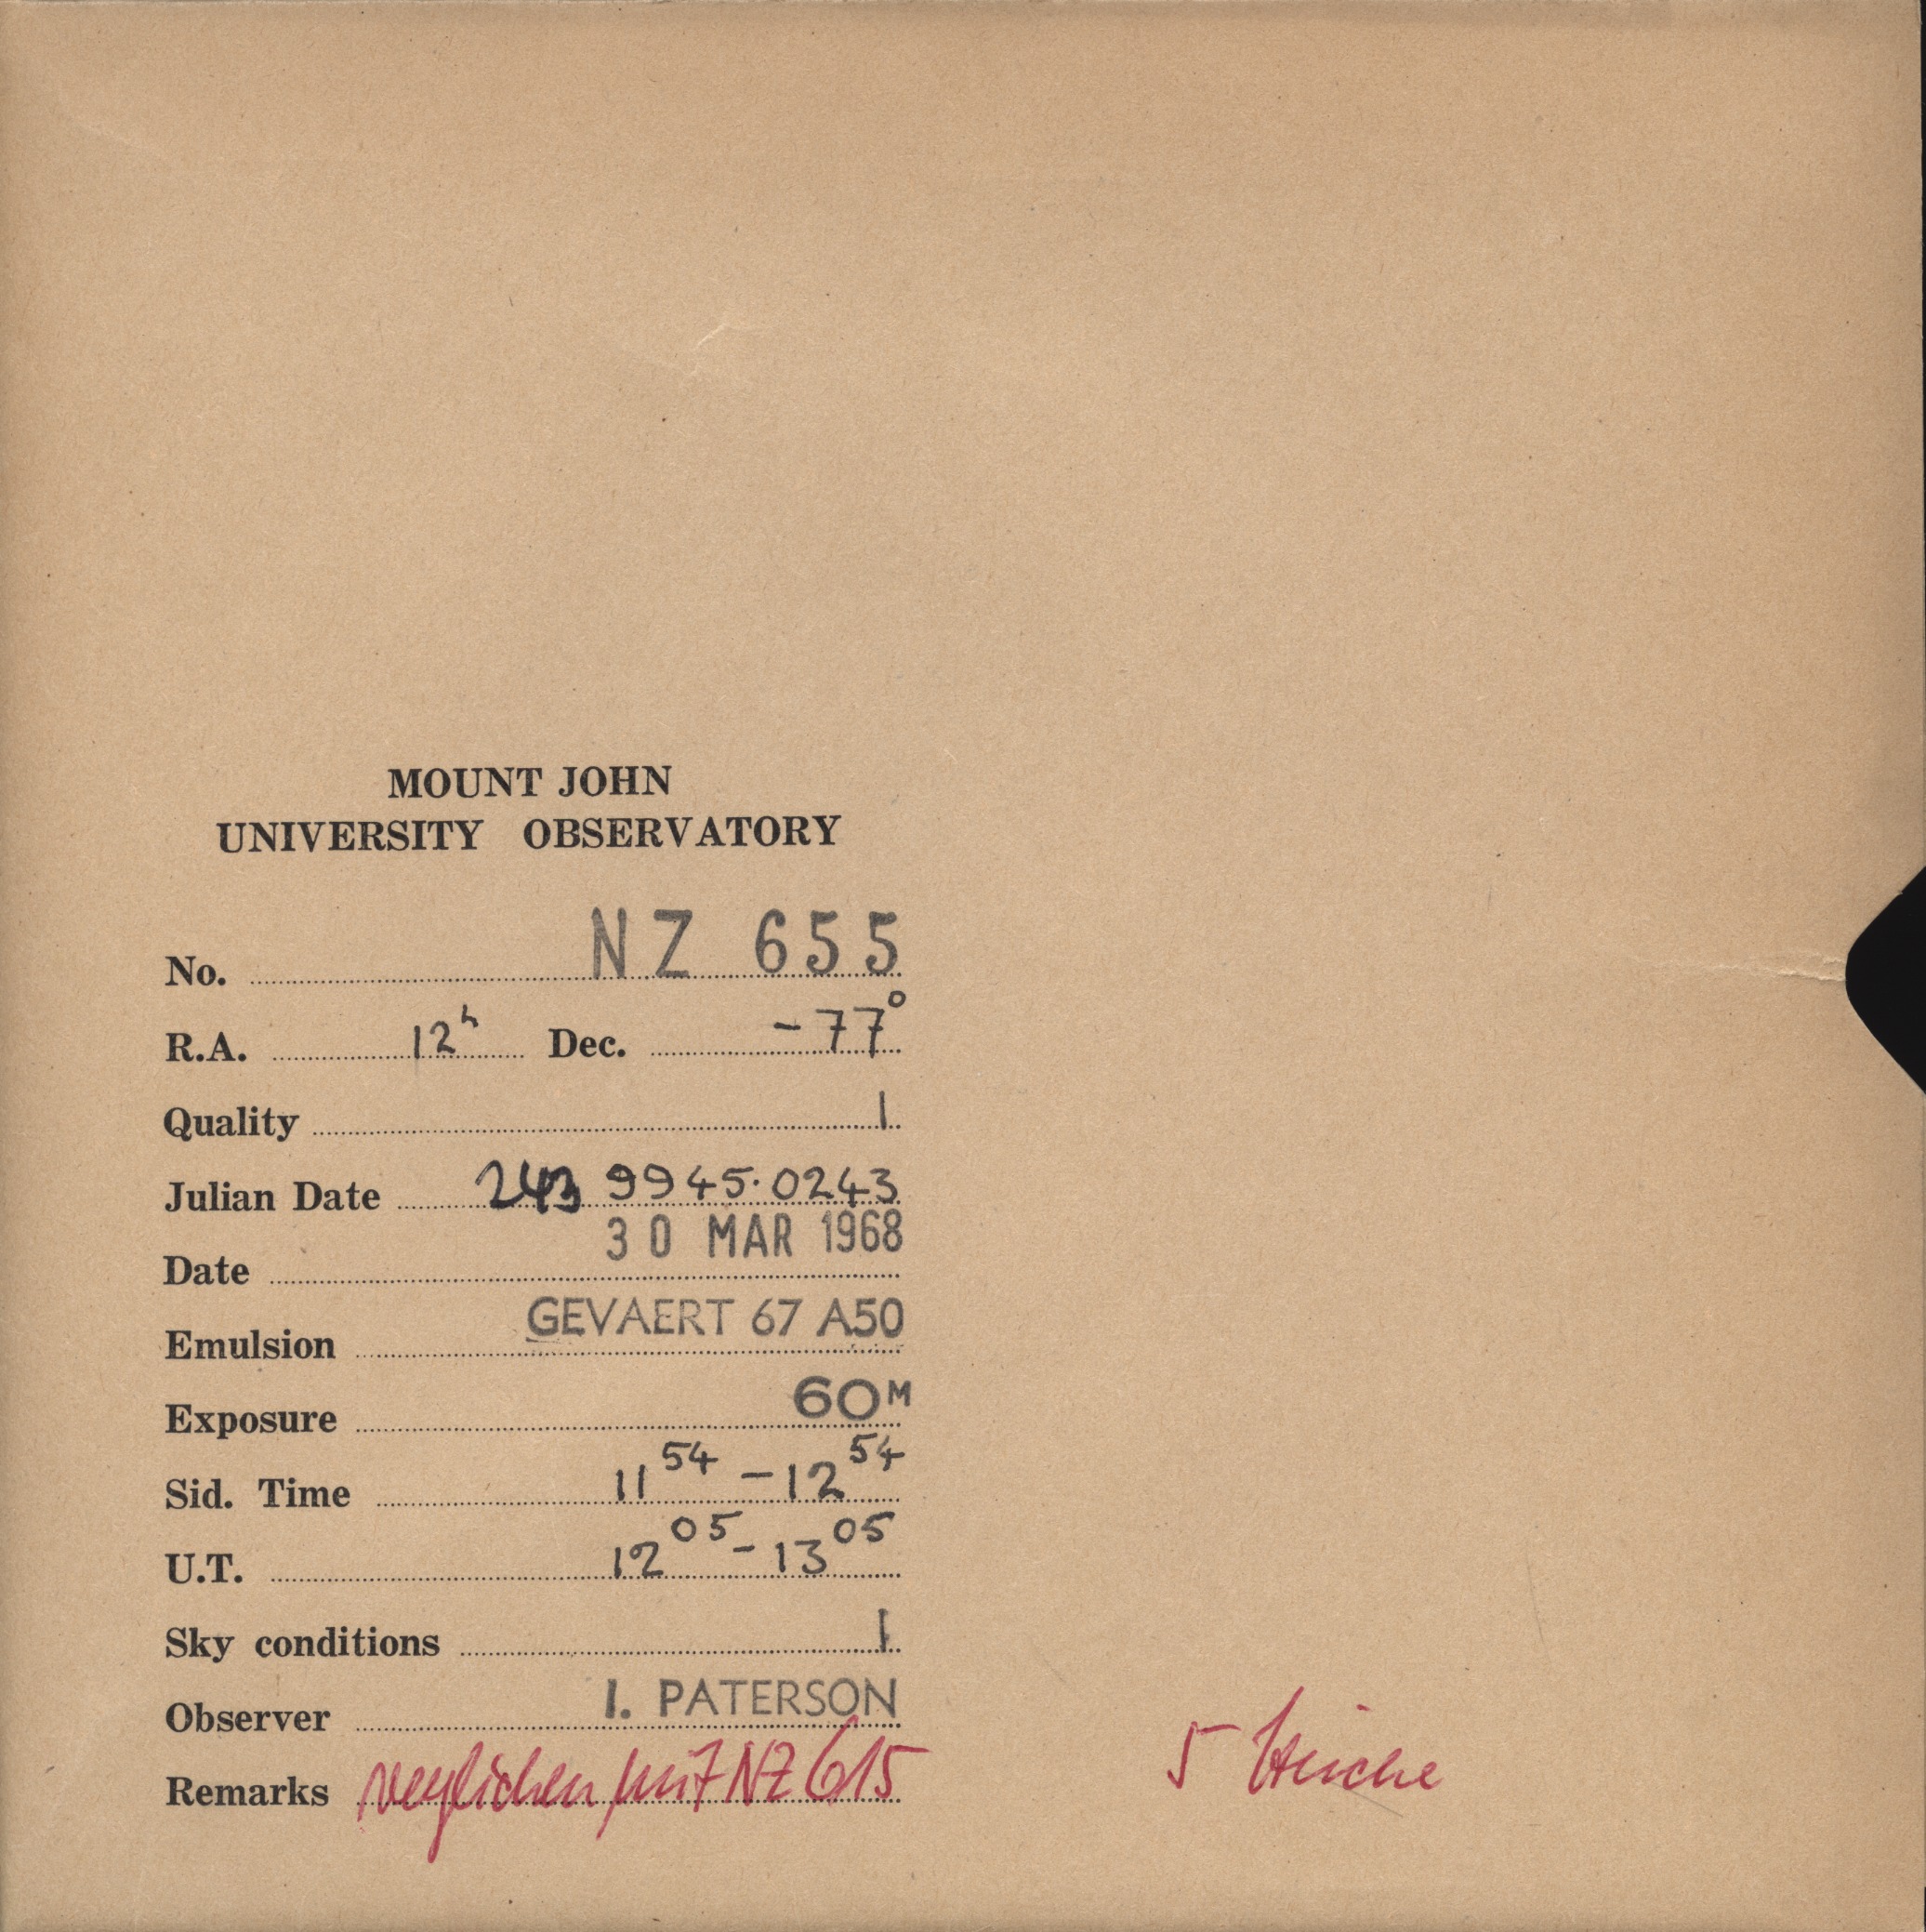 MOUNT JOHN
UNIVERSITY OBSERVATORY
No. NZ 655
R.A. 12h Dec. -77°
Quality 1
Julian Date 243 9945.0243
Date 30 MAR 1968
Emulsion GEVAERT 67 A50
Exposure 60M
Sid. Time 11 54 - 12 54
U.T. 12 05 - 13 05
Sky conditions 1
Observer I. PATERSON
Remarks verglichen mit NZ 615
5 Striche